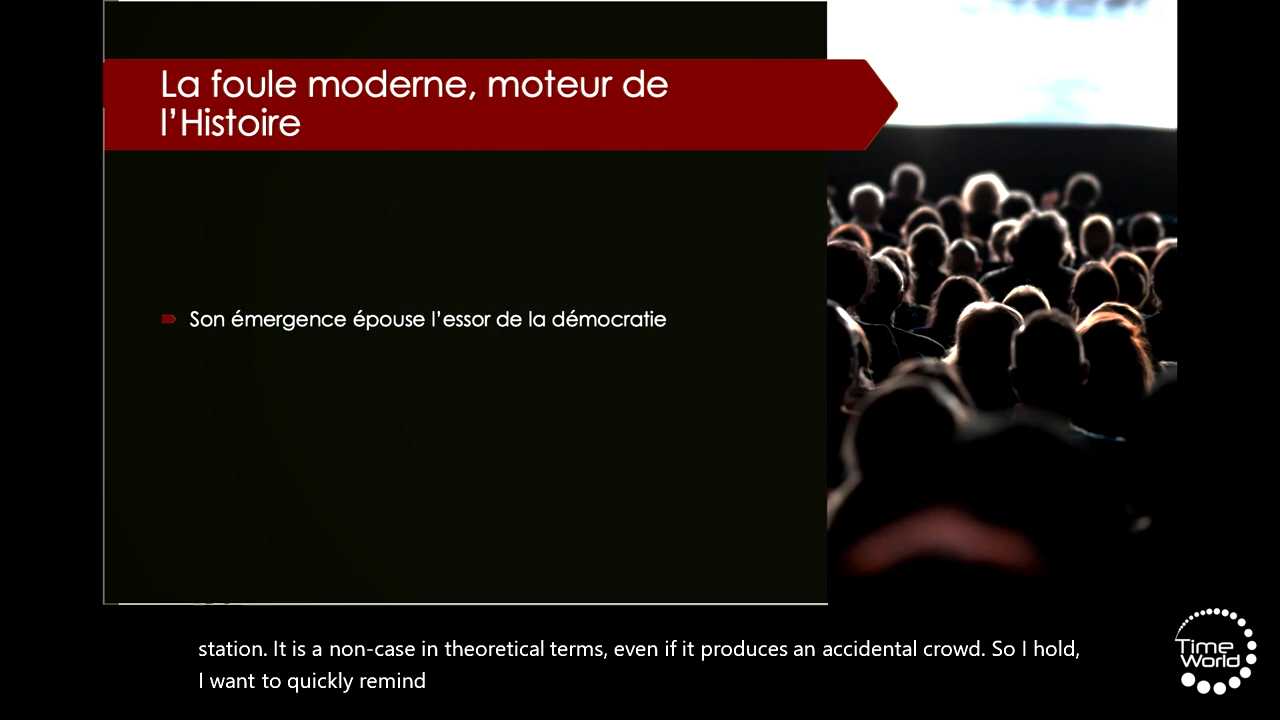 La foule moderne, moteur de
l’Histoire
Son émergence épouse l’essor de la démocratie
station. It is a non-case in theoretical terms, even if it produces an accidental crowd. So I hold,
I want to quickly remind
Time
World